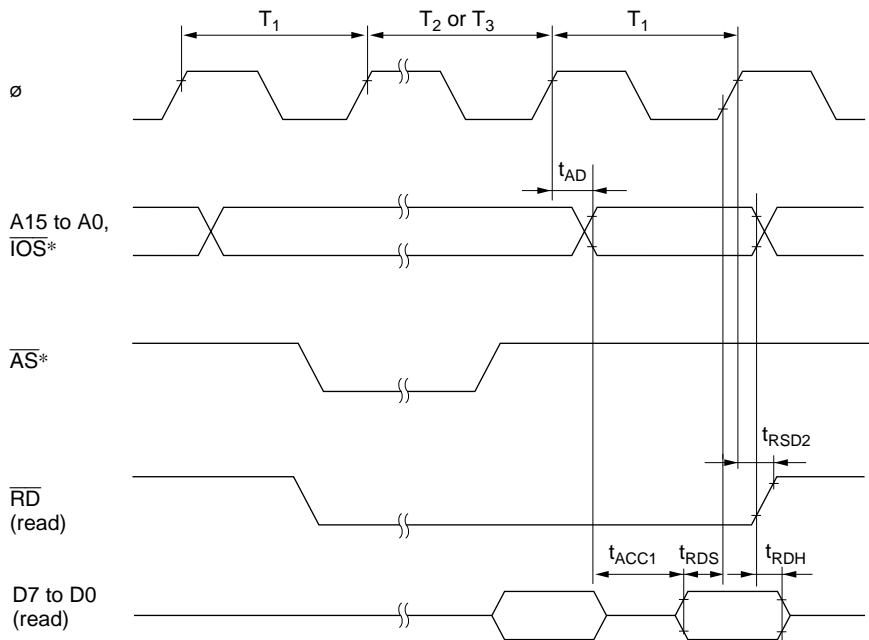 T1
T2 or T3
T1
ø
tAD
A15 to A0,
IOS*
AS*
tRSD2
RD
(read)
tACC1
tRDS
tRDH
D7 to D0
(read)